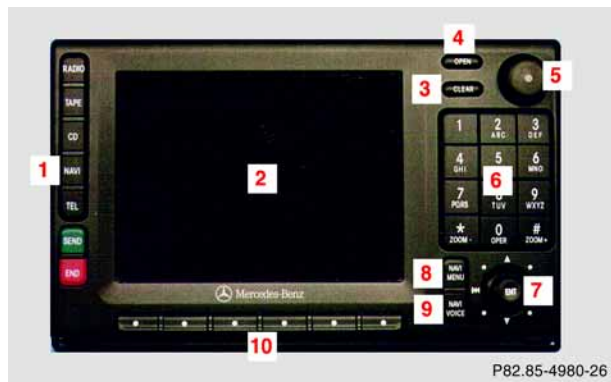 4
OPEN
5
RADIO
3
CLEAR
TAPE
1
2
ABC
3
DEF
CD
4
GHI
5
6
MNO
6
1
NAVI
2
7
PQRS
TUV
9
WXYZ
TEL
*
ZOOM -
0
OPER
#
ZOOM +
SEND
END
8
NAVI
MENU
ENT
7
9
NAVI
VOICE
Mercedes-Benz
10
P82.85-4980-26